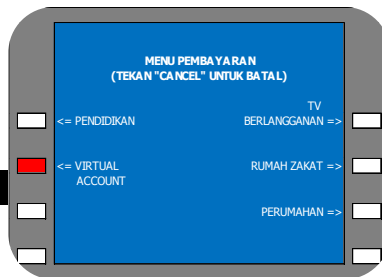 MENU PEMBAYARAN
(TEKAN "CANCEL" UNTUK BATAL)
TV
<= PENDIDIKAN BERLANGGANAN =>
<= VIRTUAL RUMAH ZAKAT =>
ACCOUNT
PERUMAHAN =>